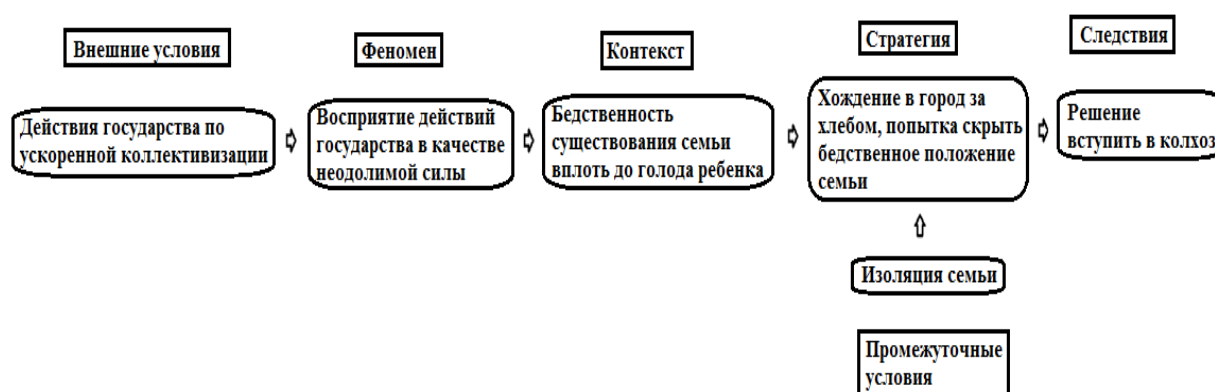 Внешние условия
Феномен
Контекст
Стратегия
Следствия
Действия государства по
ускоренной коллективизации
Восприятие действий
государства в качестве
неодолимой силы
Бедственность
существования семьи
вплоть до голода ребенка
Хождение в город за
хлебом, попытка скрыть
бедственное положение
семьи
Решение
вступить в колхоз
Изоляция семьи
Промежуточные
условия